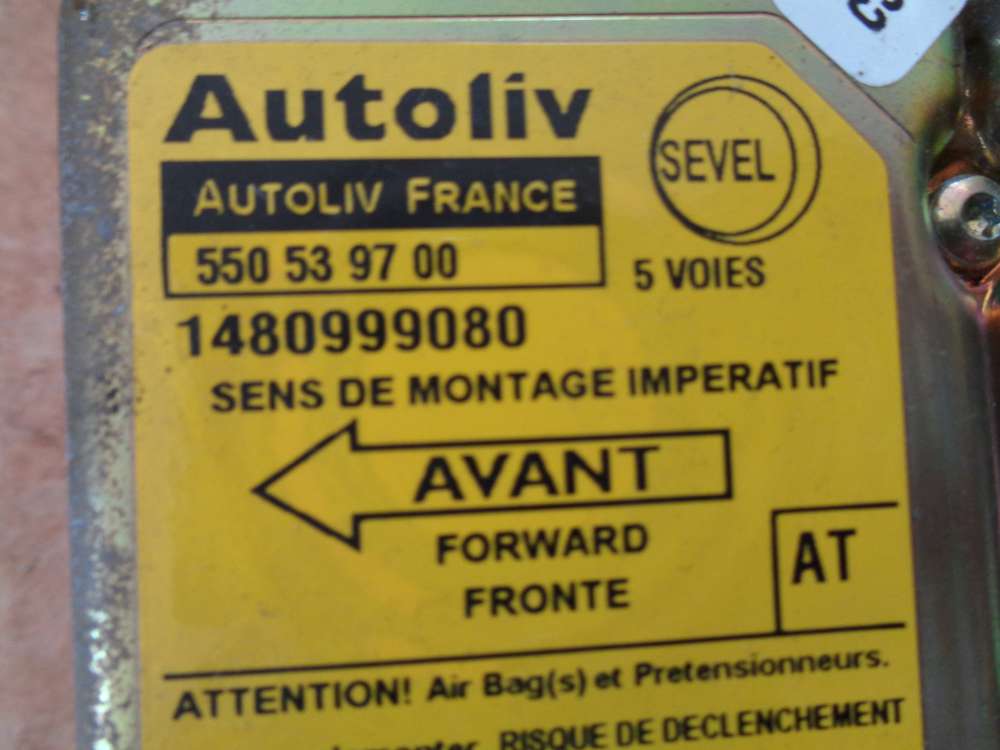 Autoliv
SEVEL
AUTOLIV FRANCE
550 53 97 00
5 VOIES
1480999080
SENS DE MONTAGE IMPERATIF
AVANT
FORWARD
FRONTE
AT
ATTENTION! Air Bag(s) et Pretensionneurs.
RISQUE DE DECLENCHEMENT